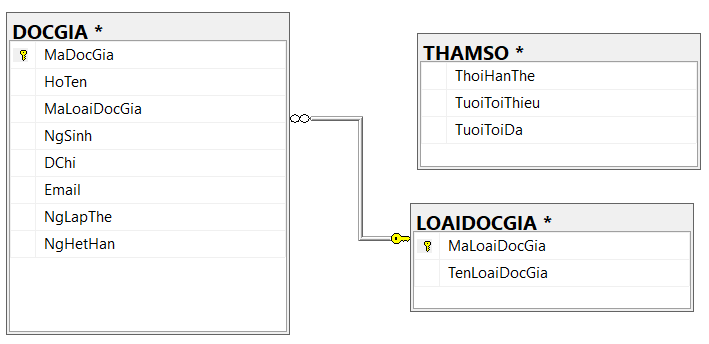 DOCGIA *
MaDocGia
HoTen
MaLoaiDocGia
NgSinh
DChi
Email
NgLapThe
NgHetHan
THAMSO *
ThoiHanThe
TuoiToiThieu
TuoiToiDa
LOAIDOCGIA *
MaLoaiDocGia
TenLoaiDocGia